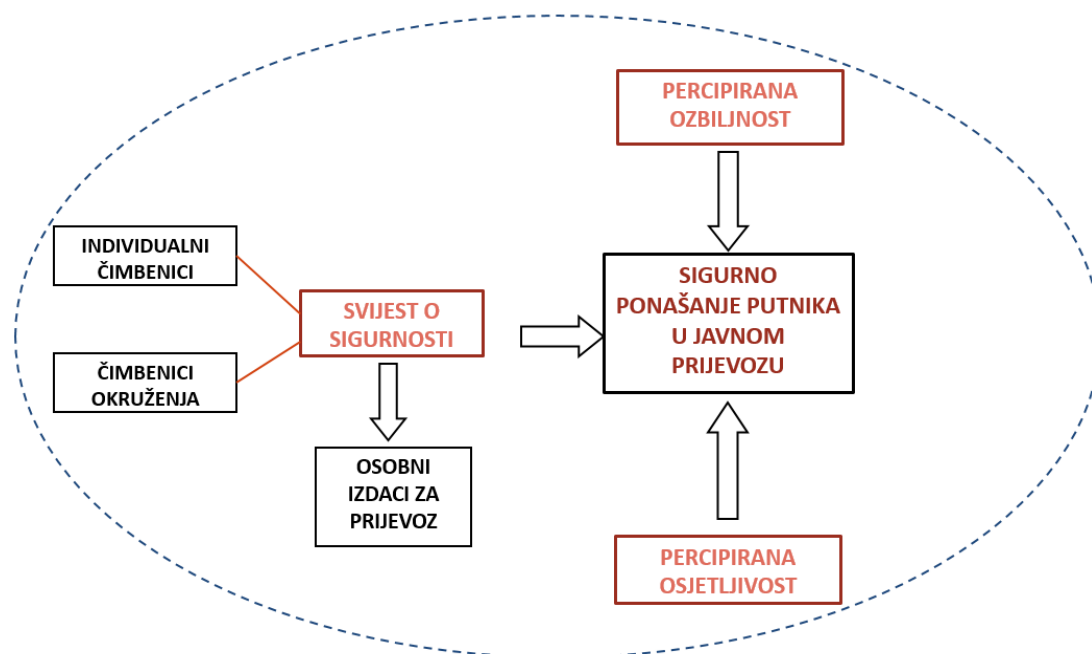 PERCIPIRANA
OZBILJNOST
INDIVIDUALNI
ČIMBENICI
SVIJEST O
SIGURNOSTI
SIGURNO
PONAŠANJE PUTNIKA
U JAVNOM
PRIJEVOZU
ČIMBENICI
OKRUŽENJA
OSOBNI
IZDACI ZA
PRIJEVOZ
PERCIPIRANA
OSJETLJIVOST